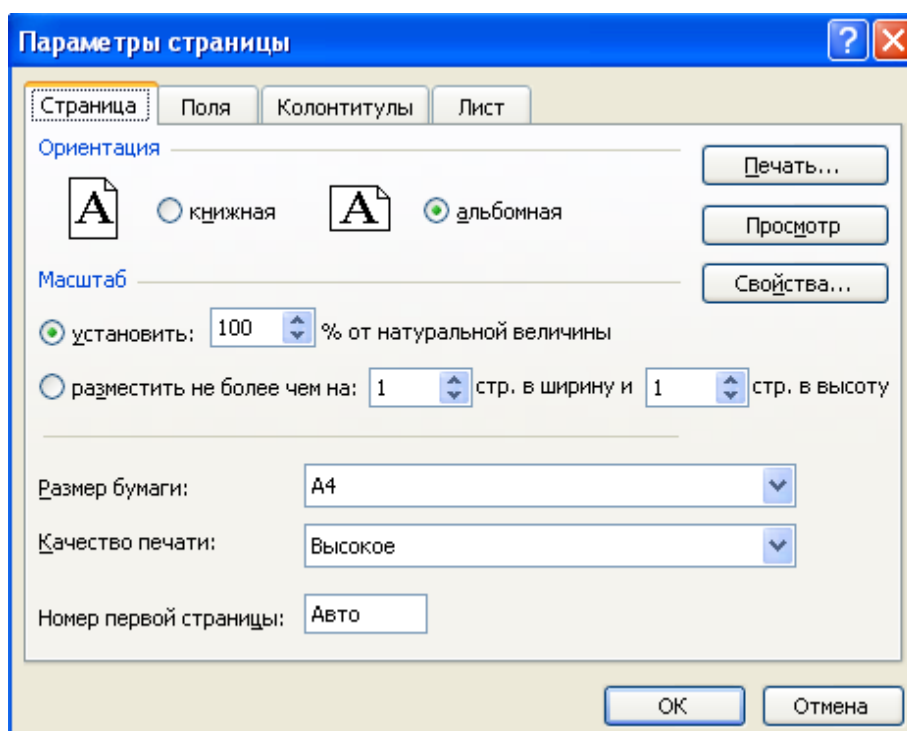 Параметры страницы
Страница Поля Колонтитулы Лист
Ориентация
A книжная A альбомная
Печать...
Просмотр
Масштаб
Свойства...
установить: 100 % от натуральной величины
разместить не более чем на: 1 стр. в ширину и 1 стр. в высоту
Размер бумаги: A4
Качество печати: Высокое
Номер первой страницы: Авто
ОК Отмена